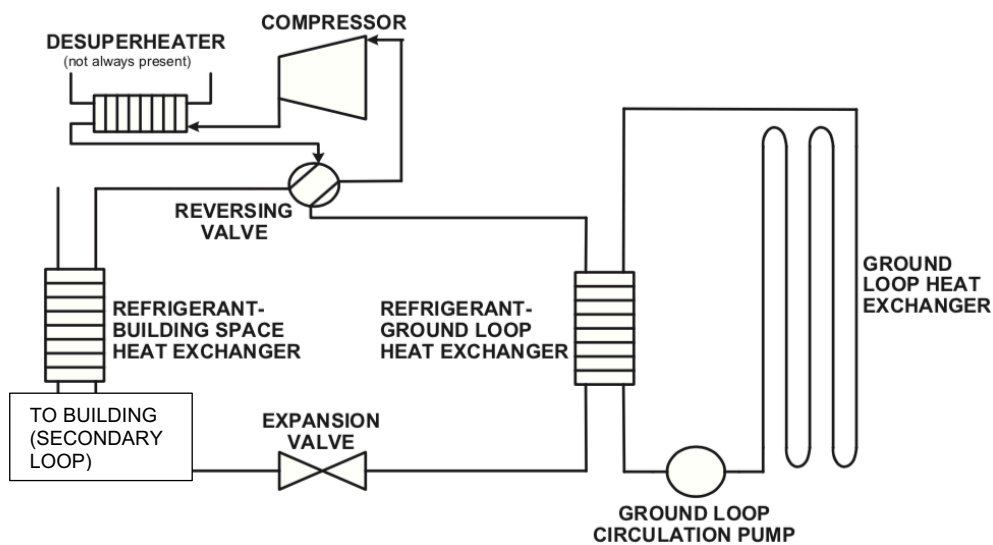 COMPRESSOR
DESUPERHEATER
(not always present)
REVERSING
VALVE
REFRIGERANT-
BUILDING SPACE
HEAT EXCHANGER
REFRIGERANT-
GROUND LOOP
HEAT EXCHANGER
GROUND
LOOP HEAT
EXCHANGER
TO BUILDING
(SECONDARY
LOOP)
EXPANSION
VALVE
GROUND LOOP
CIRCULATION PUMP